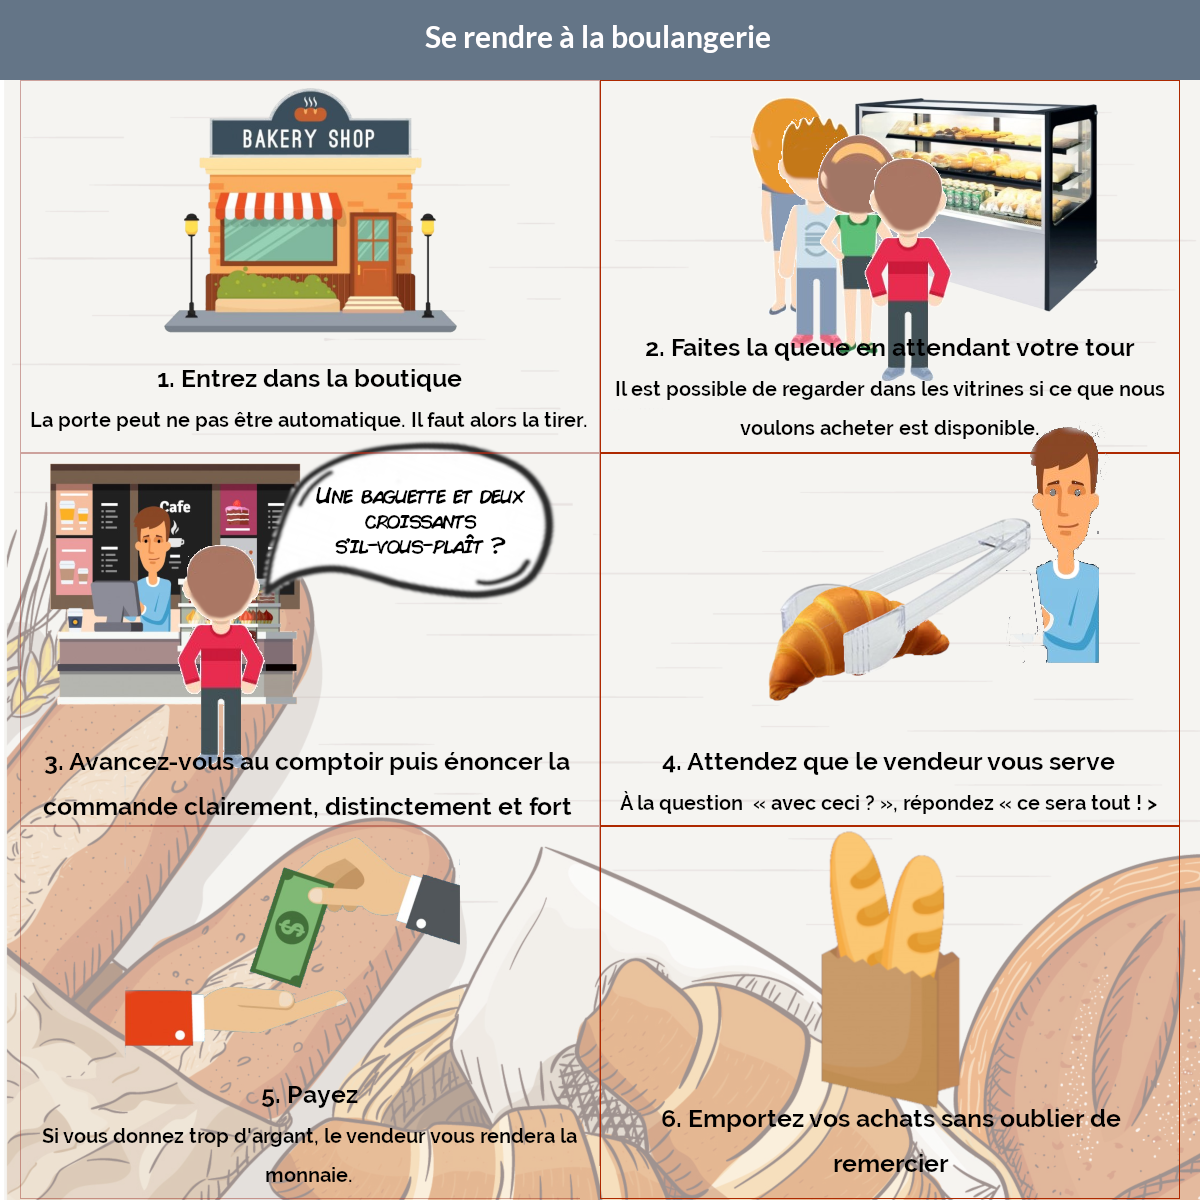 Se rendre à la boulangerie
BAKERY SHOP
1. Entrez dans la boutique
La porte peut ne pas être automatique. Il faut alors la tirer.
2. Faites la queue en attendant votre tour
Il est possible de regarder dans les vitrines si ce que nous
voulons acheter est disponible.
Cafe
UNE BAGUETTE ET DEUX
CROISSANTS
S'IL-VOUS-PLAÎT ?
3. Avancez-vous au comptoir puis énoncer la
commande clairement, distinctement et fort
4. Attendez que le vendeur vous serve
À la question « avec ceci ? », répondez « ce sera tout ! >
$
5. Payez
Si vous donnez trop d'argant, le vendeur vous rendera la
monnaie.
6. Emportez vos achats sans oublier de
remercier